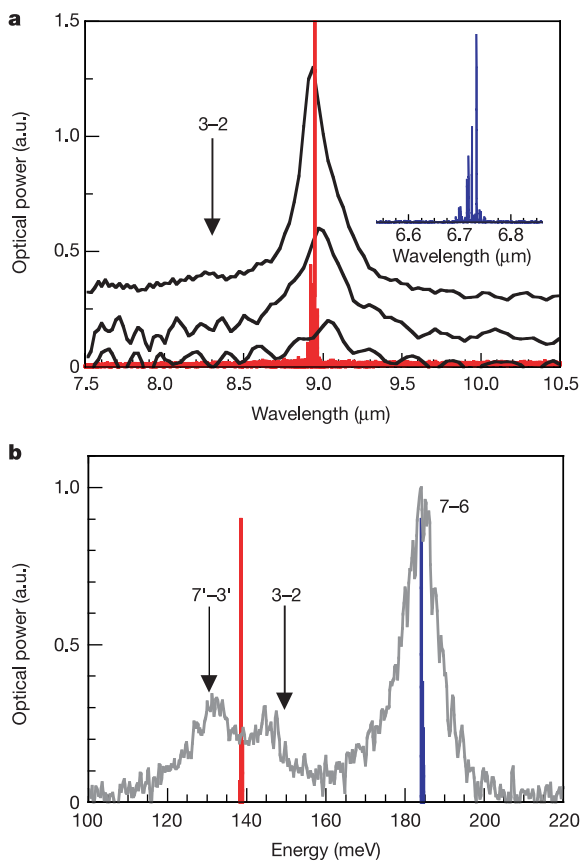 a
1.5
1.0
0.5
0
Optical power (a.u.)
3–2
6.6 6.7 6.8
Wavelength (μm)
7.5 8.0 8.5 9.0 9.5 10.0 10.5
Wavelength (μm)
b
1.0
0.5
0
Optical power (a.u.)
7–6
7'–3'
3–2
100 120 140 160 180 200 220
Energy (meV)